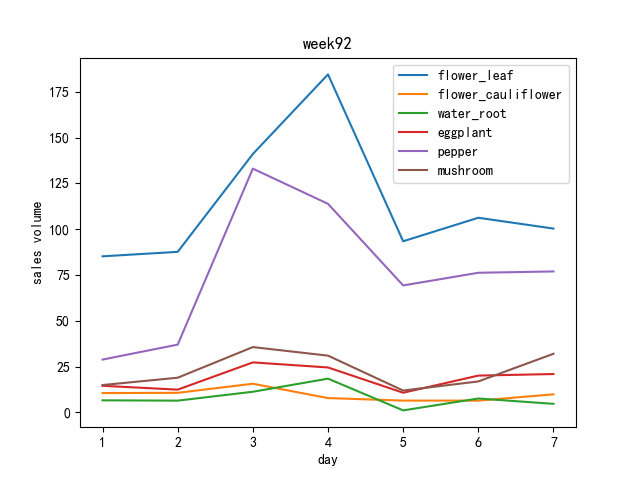 week92
flower_leaf
flower_cauliflower
water_root
eggplant
pepper
mushroom
sales volume
175
150
125
100
75
50
25
0
1 2 3 4 5 6 7
day